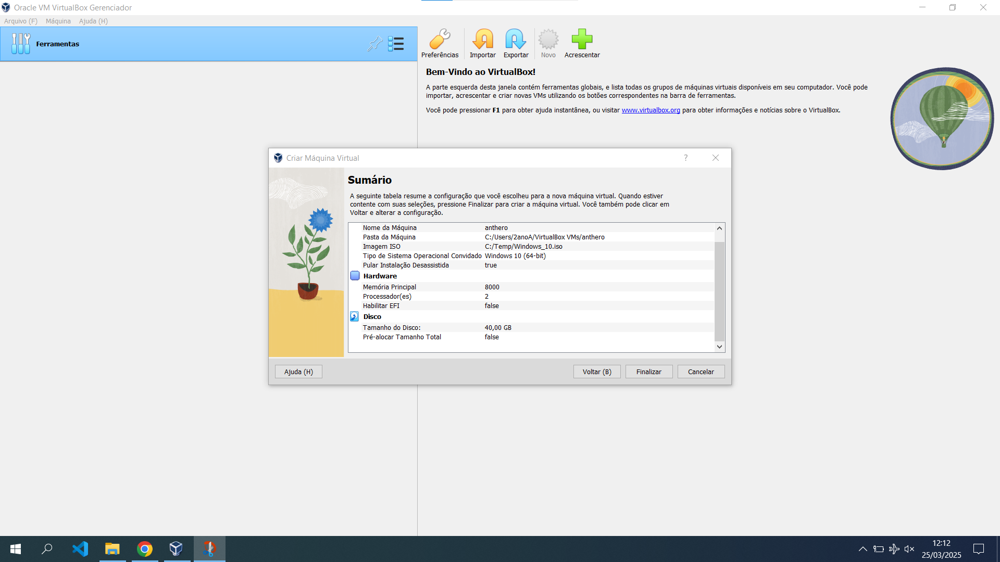 Oracle VM VirtualBox Gerenciador
Arquivo (F) Máquina Ajuda (H)
Ferramentas
Preferências Importar Exportar Novo Acrescentar
Bem-Vindo ao VirtualBox!
A parte esquerda desta janela contém ferramentas globais, e lista todas os grupos de máquinas virtuais disponíveis em seu computador. Você pode
importar, acrescentar e criar novas VMs utilizando os botões correspondentes na barra de ferramentas.
Você pode pressionar F1 para obter ajuda instantânea, ou visitar www.virtualbox.org para obter informações e notícias sobre o VirtualBox.
Criar Máquina Virtual
?
Sumário
A seguinte tabela resume a configuração que você escolheu para a nova máquina virtual. Quando estiver
contente com suas seleções, pressione Finalizar para criar a máquina virtual. Você também pode clicar em
Voltar e alterar a configuração.
Nome da Máquina anthero
Pasta da Máquina C:/Users/2anoA/VirtualBox VMs/anthero
Imagem ISO C:/Temp/Windows_10.iso
Tipo de Sistema Operacional Convidado Windows 10 (64-bit)
Pular Instalação Desassistida true
Hardware
Memória Principal 8000
Processador(es) 2
Habilitar EFI false
Disco
Tamanho do Disco: 40,00 GB
Pré-alocar Tamanho Total false
Ajuda (H) Voltar (B) Finalizar Cancelar
12:12
25/03/2025